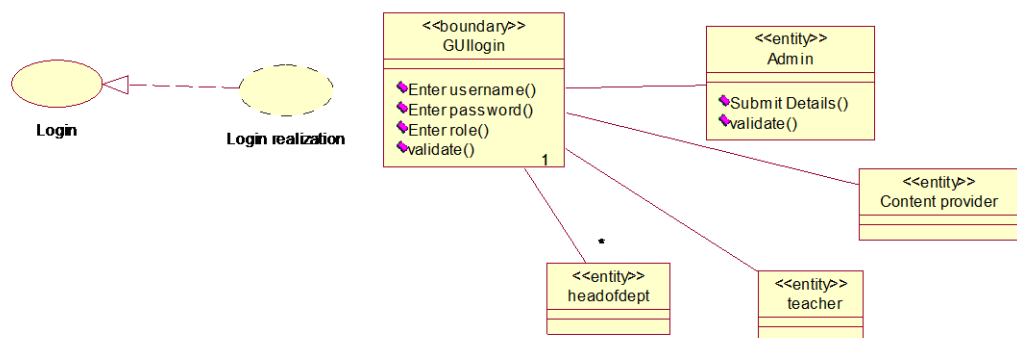 Login
Login realization
<<boundary>>
GUIlogin
Enter username()
Enter password()
Enter role()
validate()
1
*
<<entity>>
Admin
Submit Details()
validate()
<<entity>>
Content provider
<<entity>>
headofdept
<<entity>>
teacher